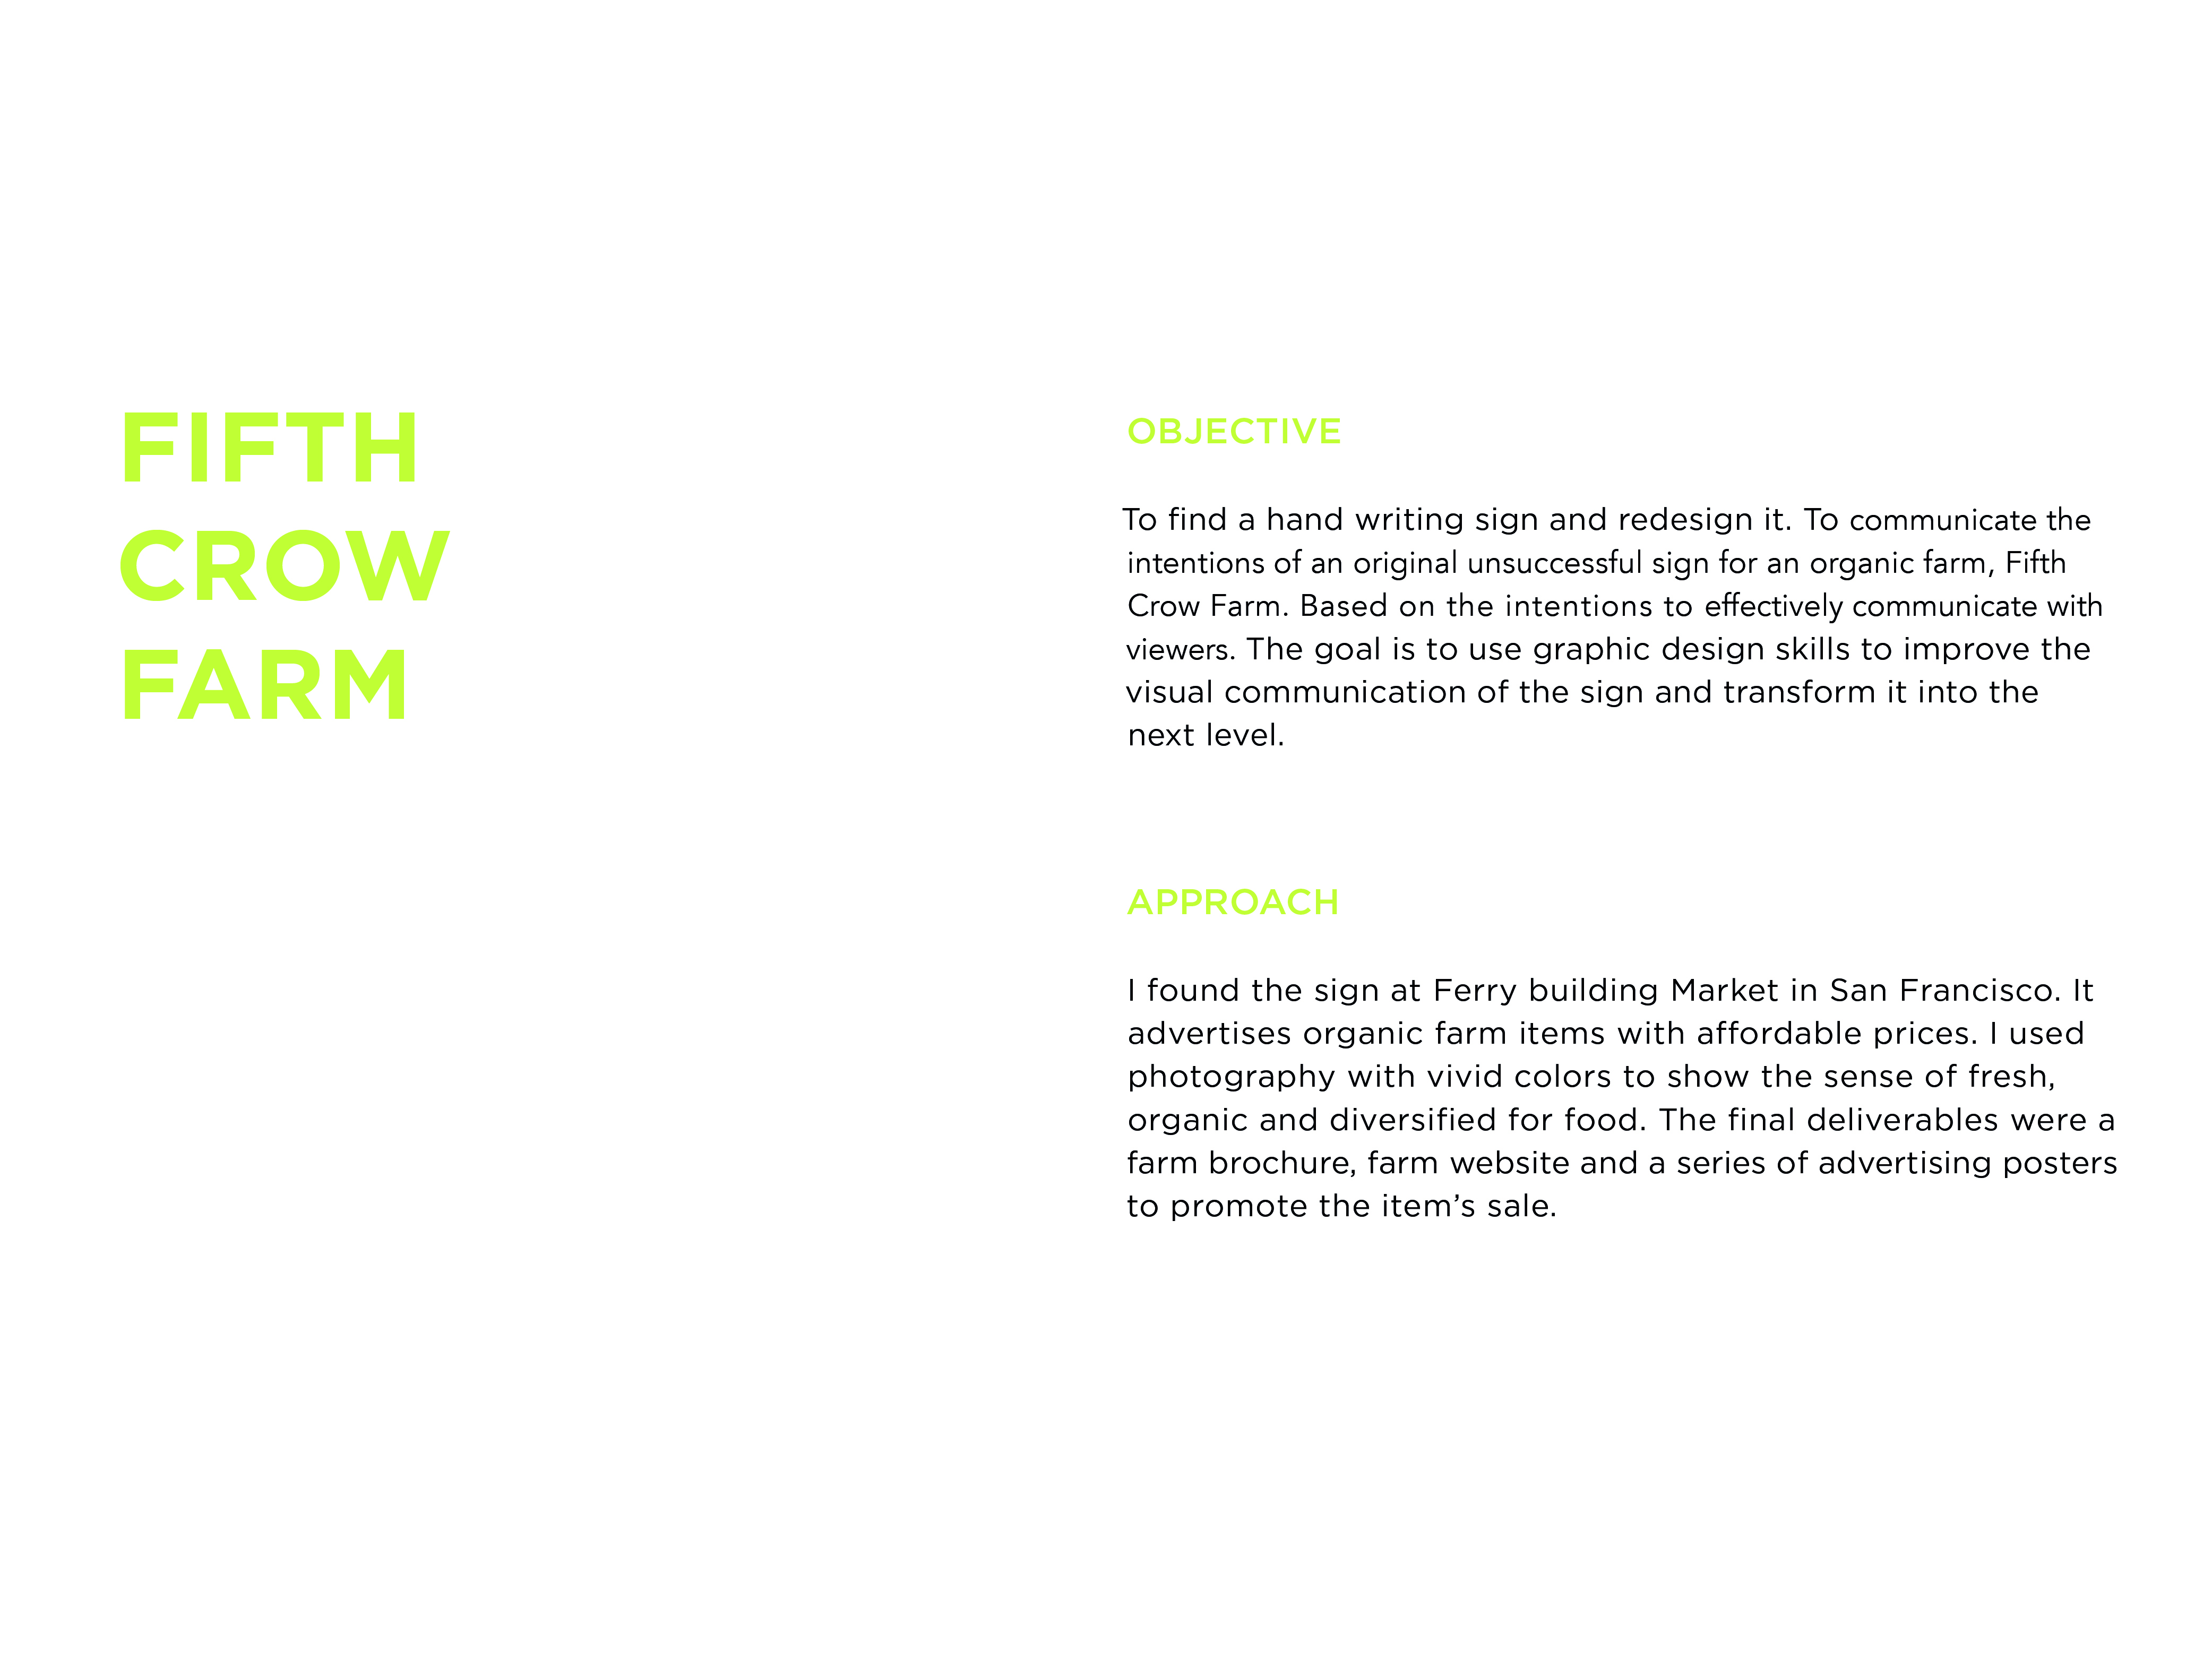 FIFTH
CROW
FARM
OBJECTIVE
To find a hand writing sign and redesign it. To communicate the
intentions of an original unsuccessful sign for an organic farm, Fifth
Crow Farm. Based on the intentions to effectively communicate with
viewers. The goal is to use graphic design skills to improve the
visual communication of the sign and transform it into the
next level.
APPROACH
I found the sign at Ferry building Market in San Francisco. It
advertises organic farm items with affordable prices. I used
photography with vivid colors to show the sense of fresh,
organic and diversified for food. The final deliverables were a
farm brochure, farm website and a series of advertising posters
to promote the item’s sale.